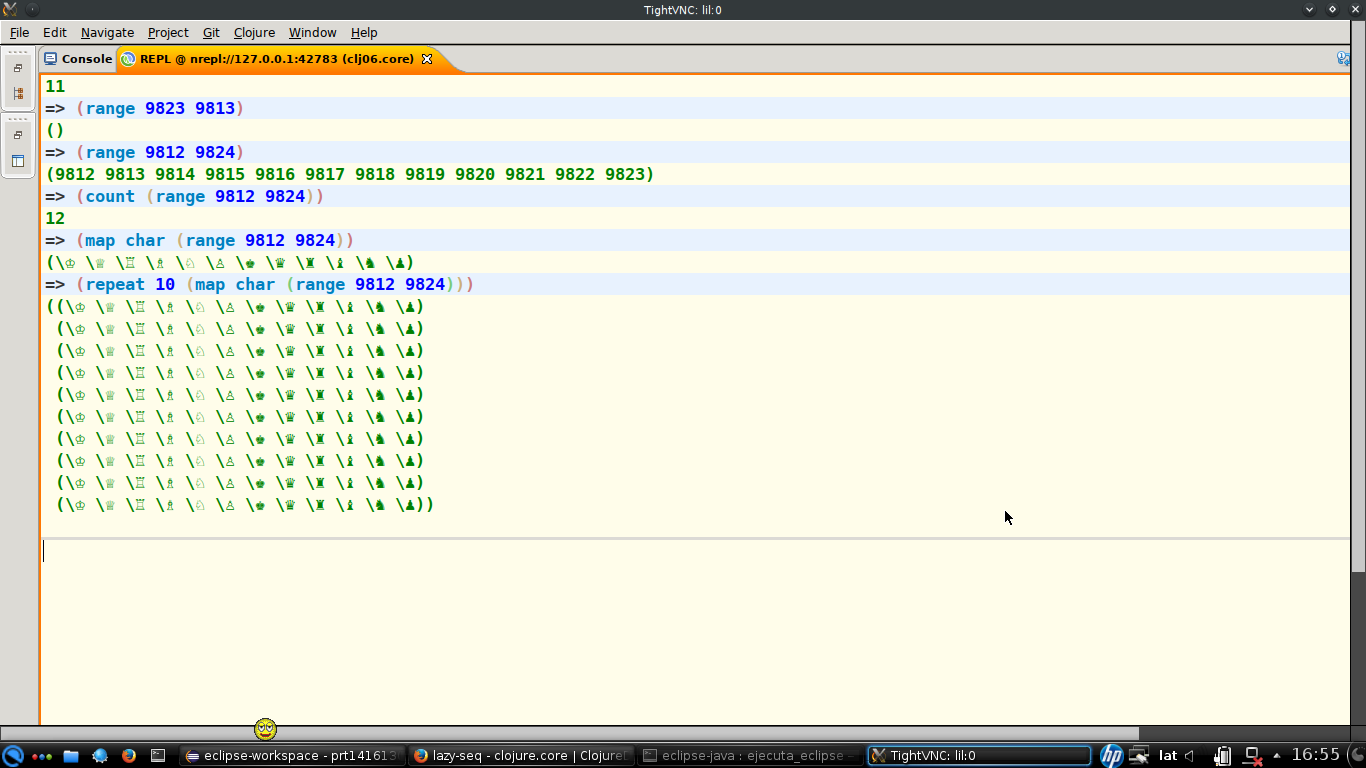 TightVNC: lil:0
File Edit Navigate Project Git Clojure Window Help
Console REPL @ nrepl://127.0.0.1:42783 (clj06.core)
11
=> (range 9823 9813)
()
=> (range 9812 9824)
(9812 9813 9814 9815 9816 9817 9818 9819 9820 9821 9822 9823)
=> (count (range 9812 9824))
12
=> (map char (range 9812 9824))
(\♔ \♕ \♖ \♗ \♘ \♙ \♚ \♛ \♜ \♝ \♞ \♟)
=> (repeat 10 (map char (range 9812 9824)))
((\♔ \♕ \♖ \♗ \♘ \♙ \♚ \♛ \♜ \♝ \♞ \♟)
(\♔ \♕ \♖ \♗ \♘ \♙ \♚ \♛ \♜ \♝ \♞ \♟)
(\♔ \♕ \♖ \♗ \♘ \♙ \♚ \♛ \♜ \♝ \♞ \♟)
(\♔ \♕ \♖ \♗ \♘ \♙ \♚ \♛ \♜ \♝ \♞ \♟)
(\♔ \♕ \♖ \♗ \♘ \♙ \♚ \♛ \♜ \♝ \♞ \♟)
(\♔ \♕ \♖ \♗ \♘ \♙ \♚ \♛ \♜ \♝ \♞ \♟)
(\♔ \♕ \♖ \♗ \♘ \♙ \♚ \♛ \♜ \♝ \♞ \♟)
(\♔ \♕ \♖ \♗ \♘ \♙ \♚ \♛ \♜ \♝ \♞ \♟)
(\♔ \♕ \♖ \♗ \♘ \♙ \♚ \♛ \♜ \♝ \♞ \♟)
(\♔ \♕ \♖ \♗ \♘ \♙ \♚ \♛ \♜ \♝ \♞ \♟))
eclipse-workspace - prt141613 lazy-seq - clojure.core | Clojure eclipse-java : ejecuta_eclipse - TightVNC: lil:0 hp lat 16:55